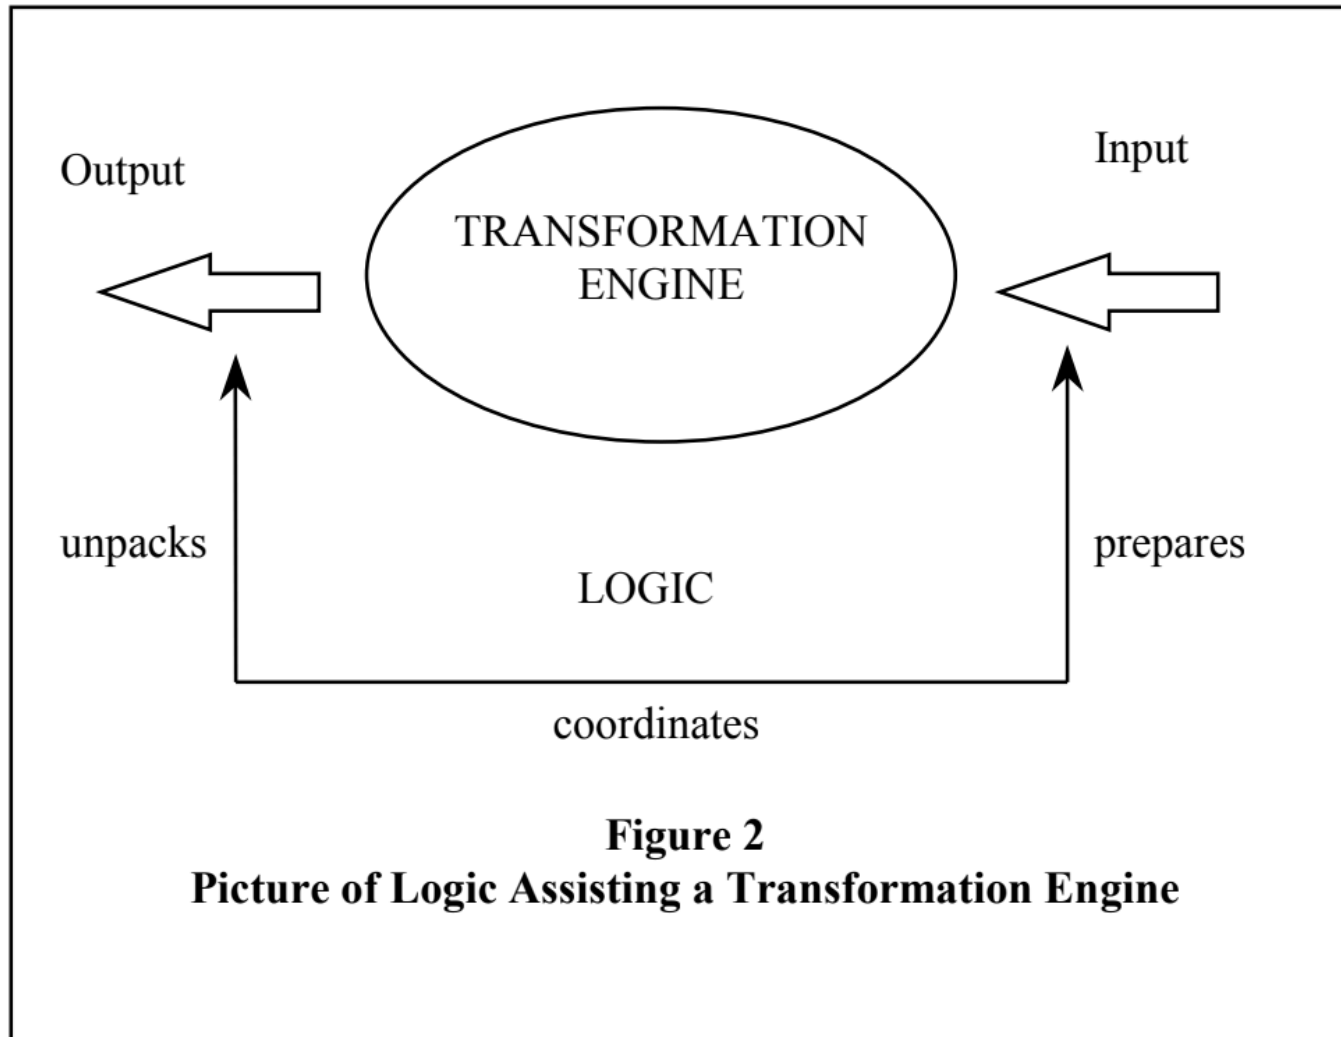 Output
Input
TRANSFORMATION
ENGINE
unpacks
prepares
LOGIC
coordinates
Figure 2
Picture of Logic Assisting a Transformation Engine